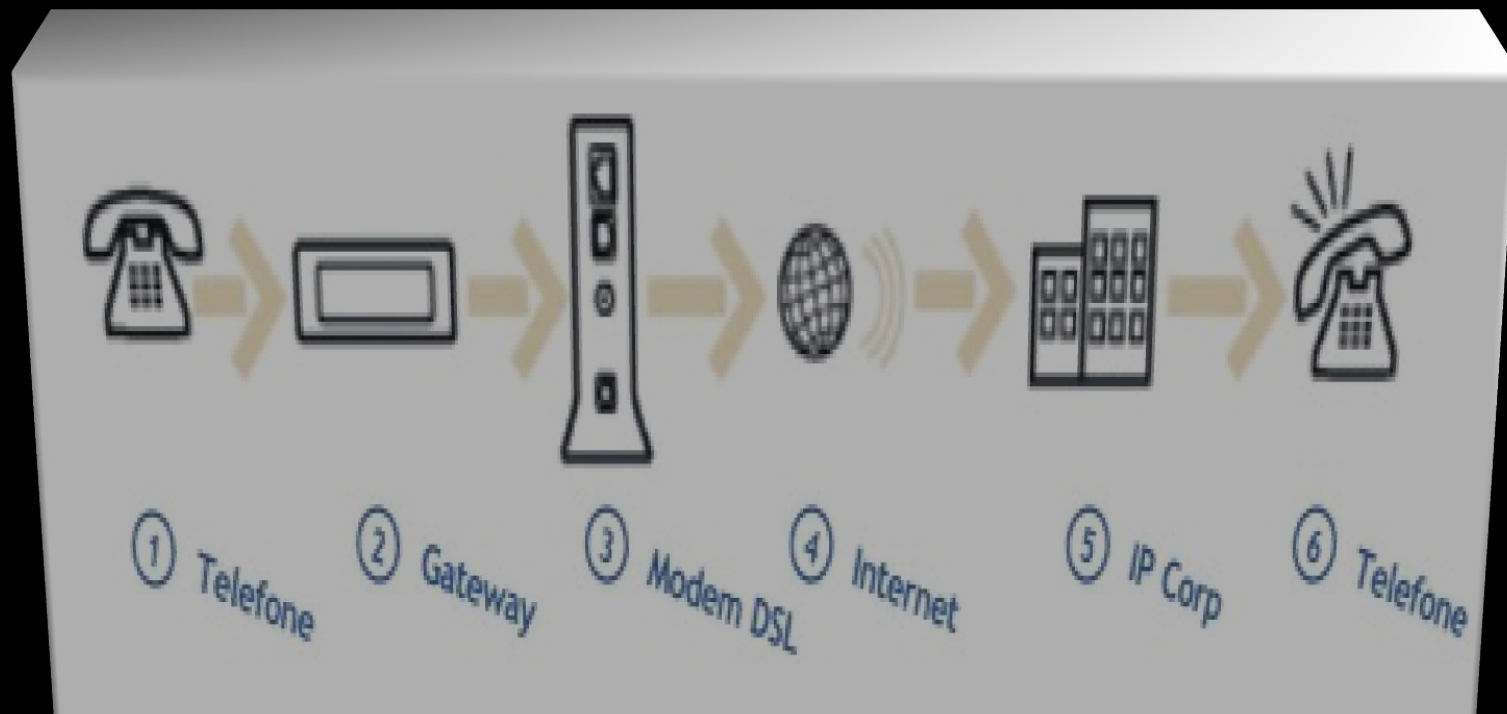 1 Telefone
2 Gateway
3 Modem DSL
4 Internet
5 IP Corp
6 Telefone